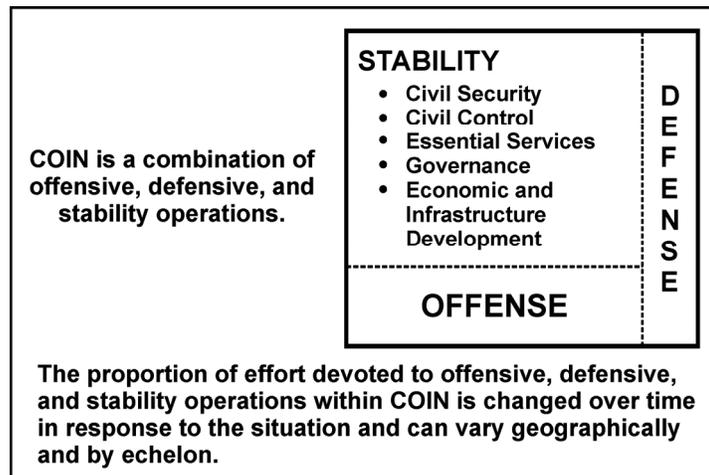 COIN is a combination of
offensive, defensive, and
stability operations.
STABILITY
• Civil Security
• Civil Control
• Essential Services
• Governance
• Economic and
Infrastructure
Development
DEFENSE
OFFENSE
The proportion of effort devoted to offensive, defensive,
and stability operations within COIN is changed over time
in response to the situation and can vary geographically
and by echelon.